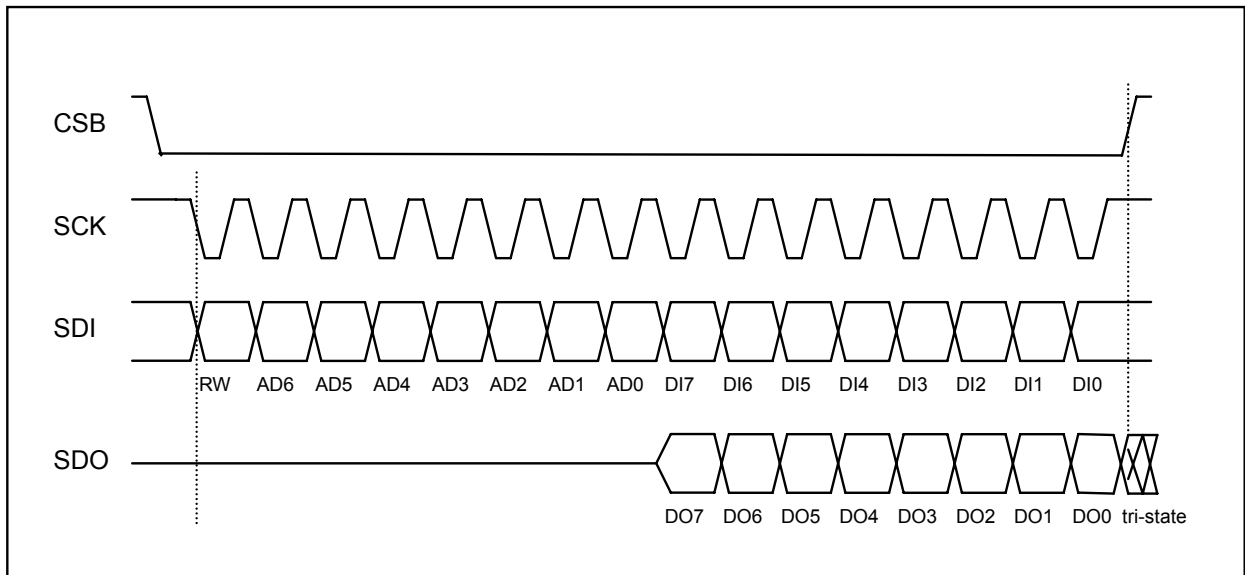 CSB
SCK
SDI
RW AD6 AD5 AD4 AD3 AD2 AD1 AD0 DI7 DI6 DI5 DI4 DI3 DI2 DI1 DI0
SDO
DO7 DO6 DO5 DO4 DO3 DO2 DO1 DO0 tri-state